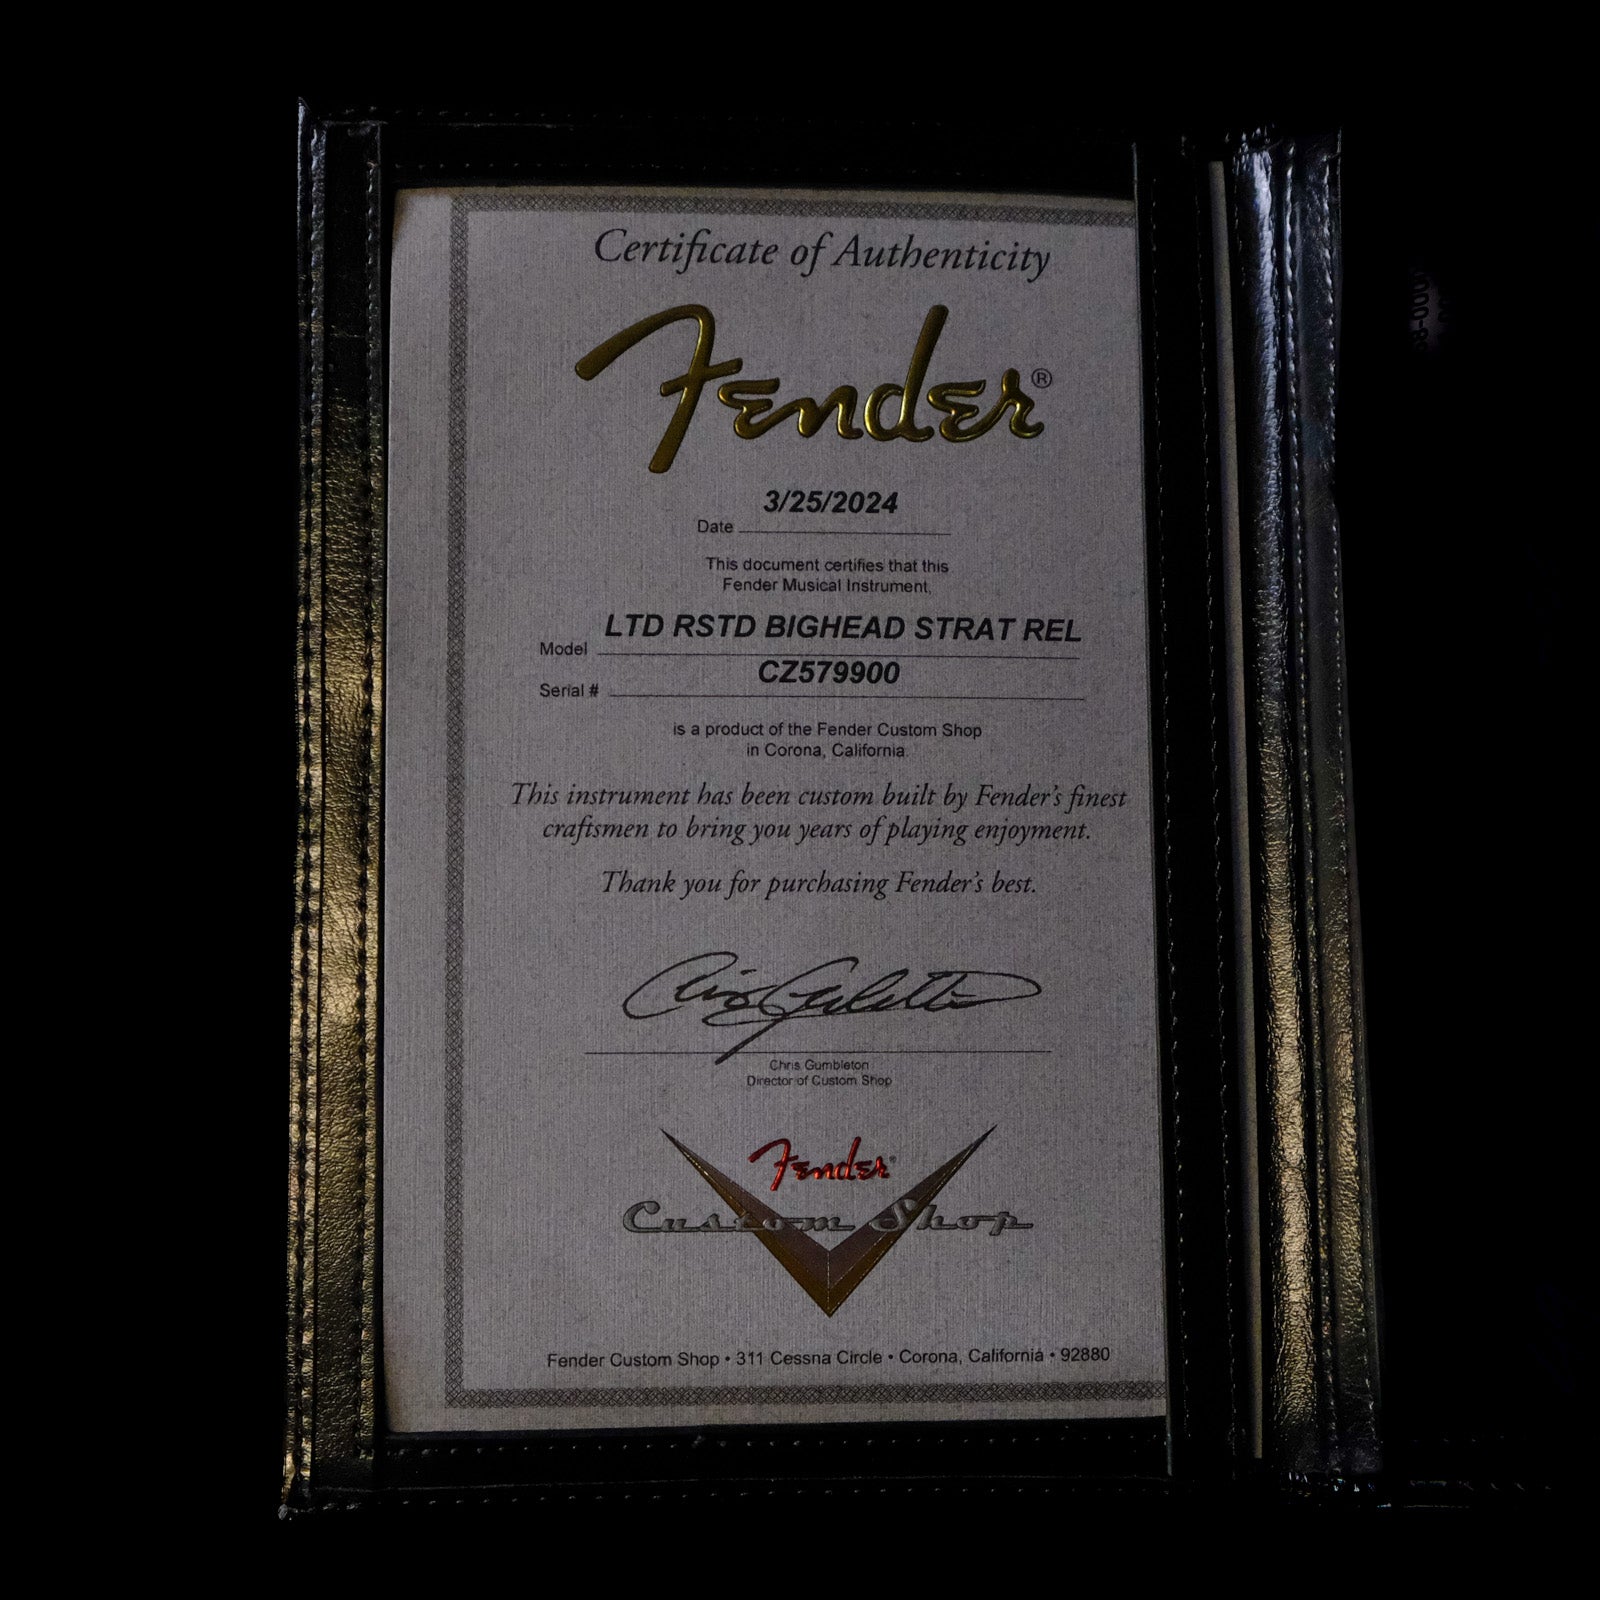 Certificate of Authenticity
Fender®
3/25/2024
Date
This document certifies that this
Fender Musical Instrument,
LTD RSTD BIGHEAD STRAT REL
Model
CZ579900
Serial #
is a product of the Fender Custom Shop
in Corona, California.
This instrument has been custom built by Fender's finest
craftsmen to bring you years of playing enjoyment.
Thank you for purchasing Fender's best.
Chris Gumbleton
Director of Custom Shop
Fender®
Custom Shop
Fender Custom Shop • 311 Cessna Circle • Corona, California • 92880